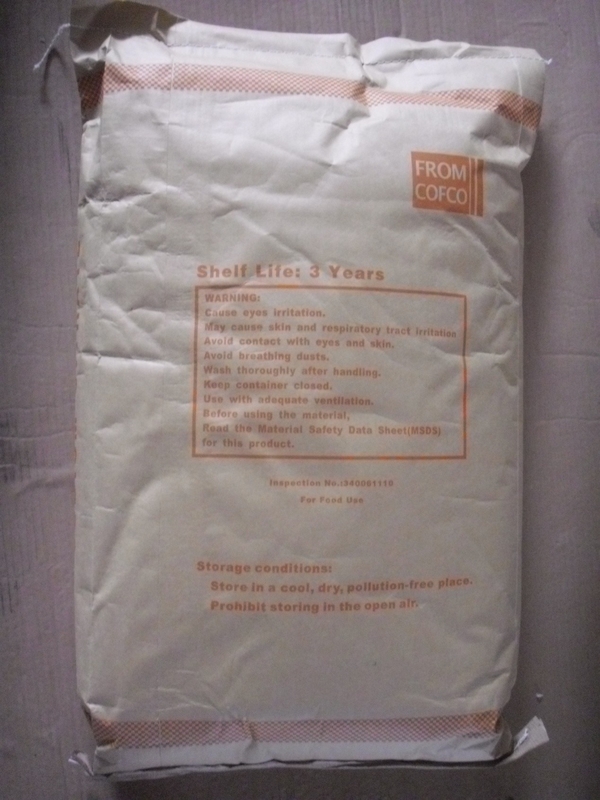 FROM
COFCO
Shelf Life: 3 Years
WARNING:
Cause eyes irritation.
May cause skin and respiratory tract irritation
Avoid contact with eyes and skin.
Avoid breathing dusts.
Wash thoroughly after handling.
Keep container closed.
Use with adequate ventilation.
Before using the material,
Read the Material Safety Data Sheet(MSDS)
for this product.
Inspection No.:340061110
For Food Use
Storage conditions:
Store in a cool, dry, pollution-free place.
Prohibit storing in the open air.